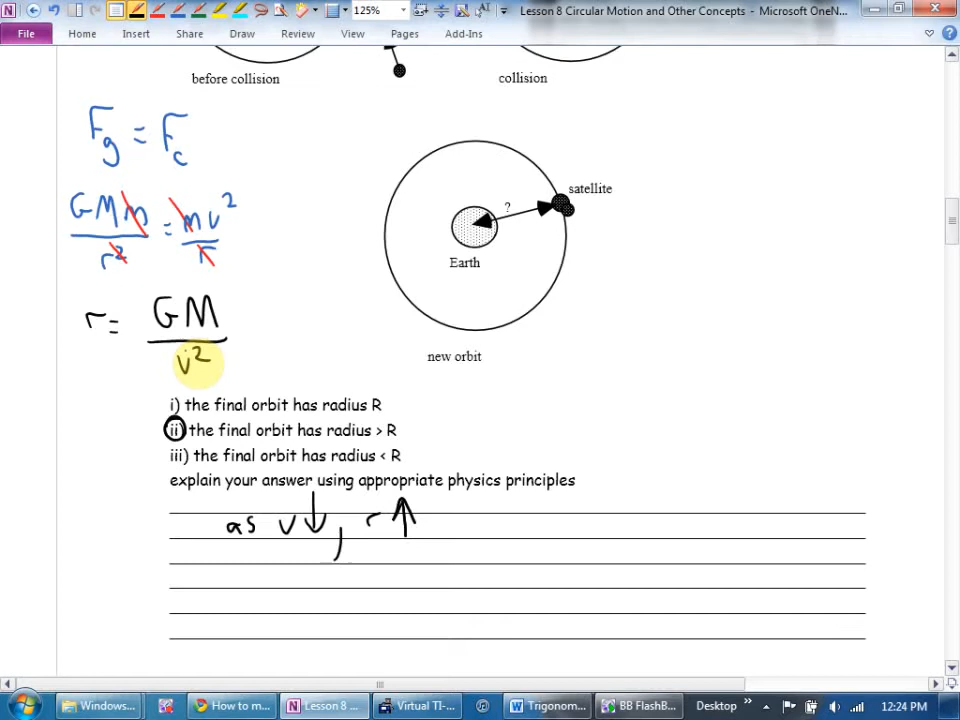 125%
Lesson 8 Circular Motion and Other Concepts - Microsoft OneN...
File Home Insert Share Draw Review View Pages Add-Ins
before collision
collision
Fg = Fc
GMm/r² = mv²/r
r = GM/v²
satellite
?
Earth
new orbit
i) the final orbit has radius R
ii) the final orbit has radius > R
iii) the final orbit has radius < R
explain your answer using appropriate physics principles
as v ↓, r ↑
Windows... How to m... Lesson 8 ... Virtual TI-... Trigonom... BB FlashB... Desktop » 12:24 PM